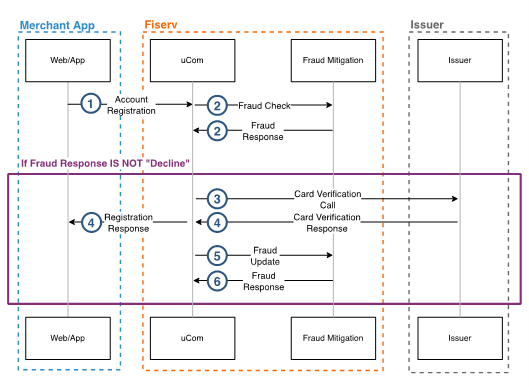 Merchant App
Fiserv
Issuer
Web/App
uCom
Fraud Mitigation
Issuer
1
Account
Registration
2
Fraud Check
2
Fraud
Response
If Fraud Response IS NOT "Decline"
3
Card Verification
Call
4
Registration
Response
4
Card Verification
Response
5
Fraud
Update
6
Fraud
Response
Web/App
uCom
Fraud Mitigation
Issuer